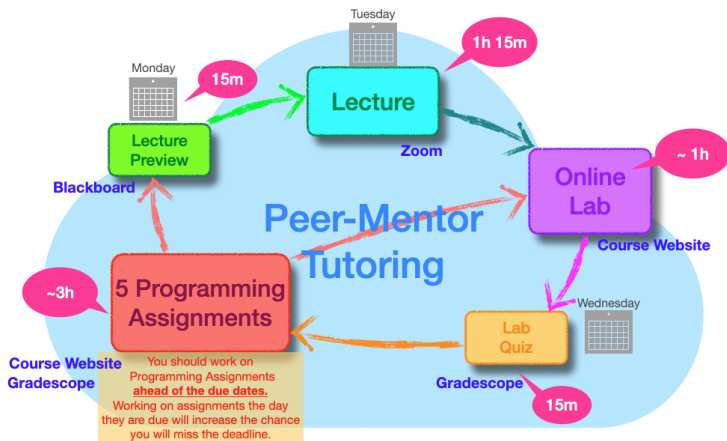 Tuesday
1h 15m
Monday
15m
Lecture
Lecture
Preview
Zoom
~ 1h
Blackboard
Online
Lab
Peer-Mentor
Tutoring
Course Website
~3h
5 Programming
Assignments
Wednesday
Lab
Quiz
Course Website
Gradescope
You should work on
Programming Assignments
ahead of the due dates.
Working on assignments the day
they are due will increase the chance
you will miss the deadline.
Gradescope
15m